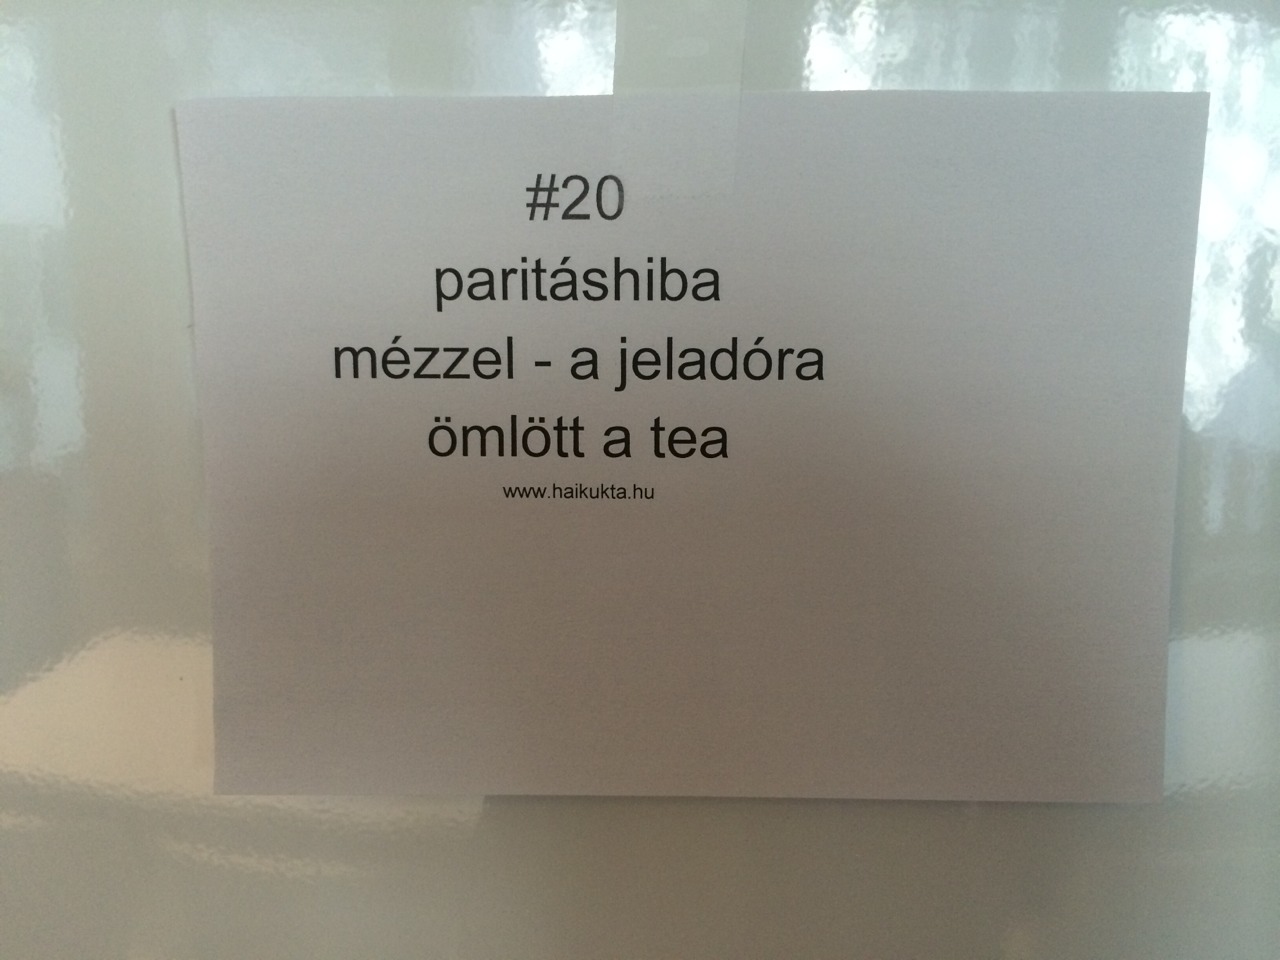 #20
paritáshiba
mézzel - a jeladóra
ömlött a tea
www.haikukta.hu